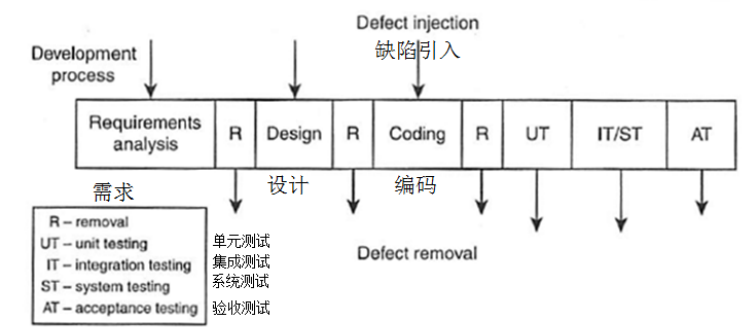 Defect injection
缺陷引入
Development
process
Requirements
analysis
R
Design
R
Coding
R
UT
IT/ST
AT
需求
设计
编码
R – removal
UT – unit testing
IT – integration testing
ST – system testing
AT – acceptance testing
单元测试
集成测试
系统测试
验收测试
Defect removal